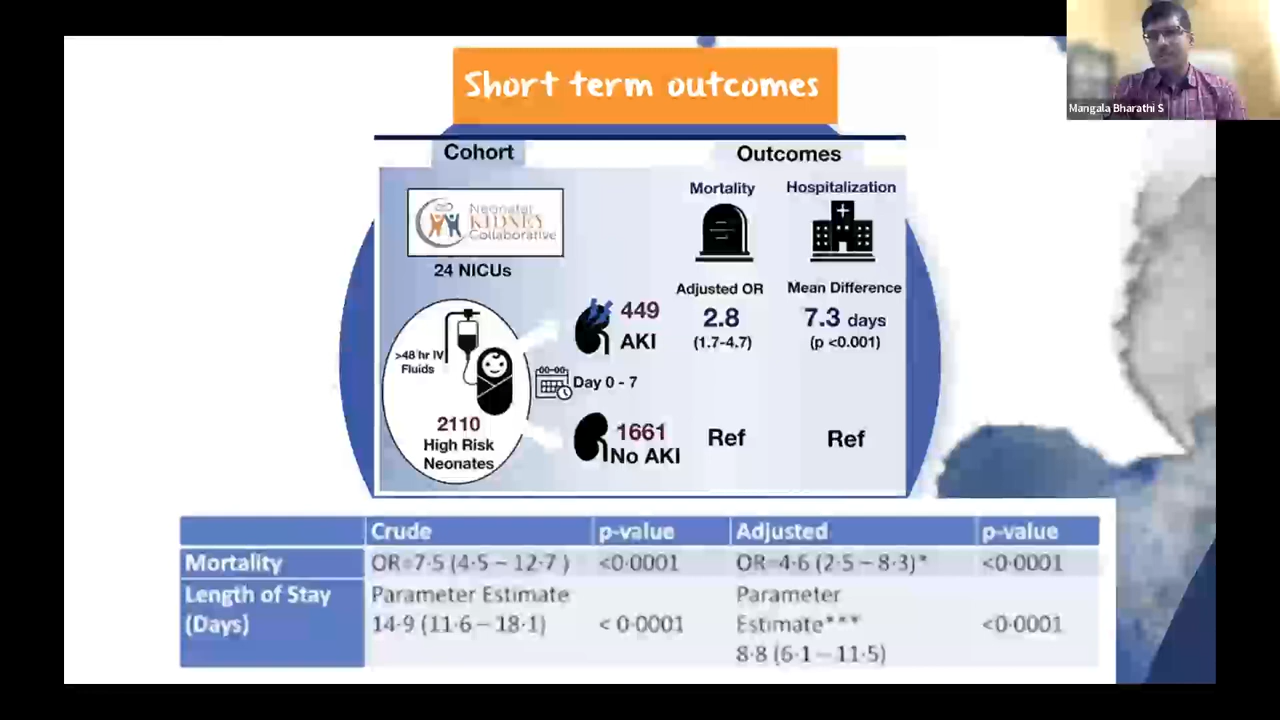 Short term outcomes
Mangala Bharathi S
Cohort
Outcomes
Neonatal
KIDNEY
Collaborative
24 NICUs
Mortality
Hospitalization
Adjusted OR
Mean Difference
>48 hr IV
Fluids
2110
High Risk
Neonates
449
AKI
2.8
(1.7-4.7)
7.3 days
(p <0.001)
Day 0 - 7
1661
No AKI
Ref
Ref
Crude p-value Adjusted p-value
Mortality OR=7·5 (4·5 – 12·7 ) <0·0001 OR=4·6 (2·5 – 8·3)* <0·0001
Length of Stay Parameter Estimate Parameter
(Days) 14·9 (11·6 – 18·1) < 0·0001 Estimate*** <0·0001
8·8 (6·1 – 11·5)